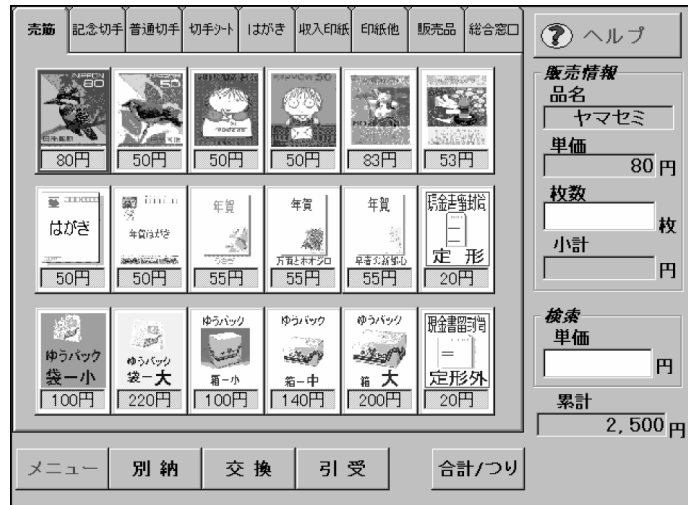 売筋 記念切手 普通切手 切手シート はがき 収入印紙 印紙他 販売品 総合窓口
ヘルプ
NIPPON 80
80円 50円 50円 50円 83円 53円
はがき 年賀はがき 年賀 年賀 年賀 現金書留封筒
定 形
50円 50円 55円 55円 55円 20円
ゆうパック 袋-小
ゆうパック 袋-大
ゆうパック 箱-小
ゆうパック 箱-中
ゆうパック 箱 大
現金書留封筒 定形外
100円 220円 100円 140円 200円 20円
メニュー 別納 交換 引受 合計/つり
販売情報
品名
ヤマセミ
単価
80 円
枚数
枚
小計
円
検索
単価
円
累計
2,500 円